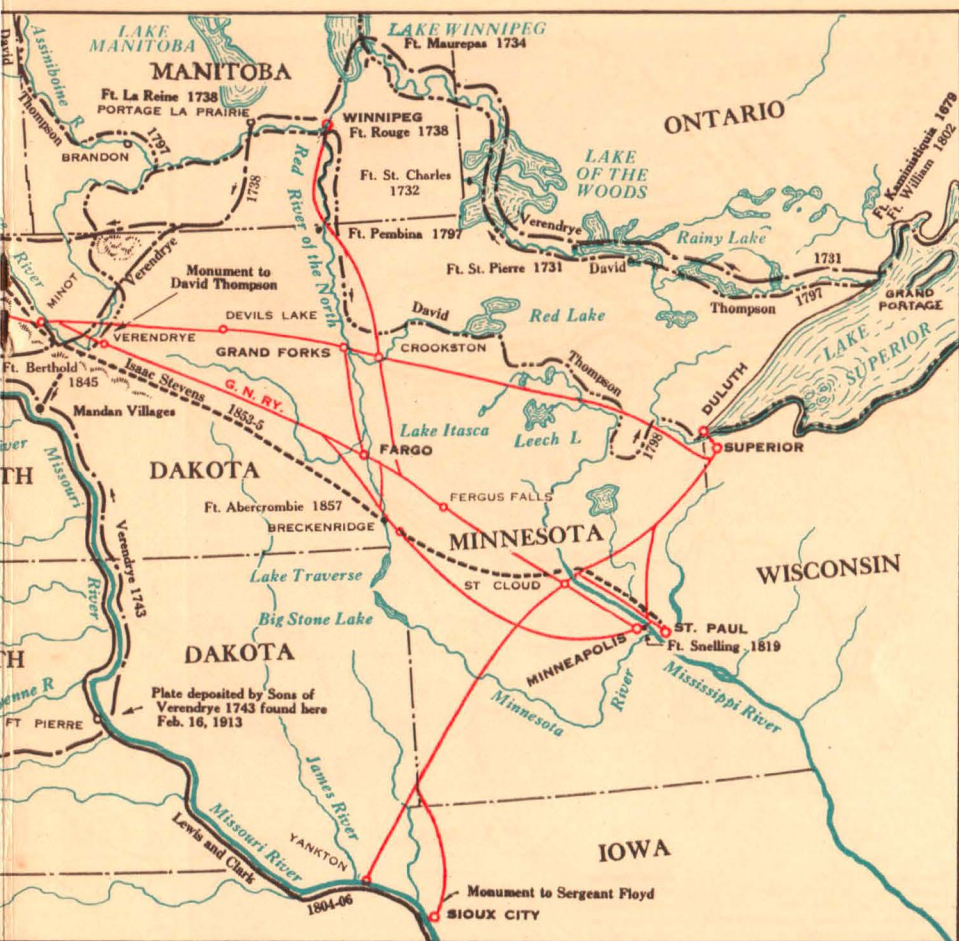 LAKE WINNIPEG
Ft. Maurepas 1734
LAKE
MANITOBA
David
Thompson
Assiniboine R
MANITOBA
Ft. La Reine 1738
PORTAGE LA PRAIRIE
WINNIPEG
Ft. Rouge 1738
ONTARIO
Ft. Kaministiquia 1679
Ft. William 1802
1797
BRANDON
LAKE
OF THE
WOODS
Ft. St. Charles
1732
1738
Red River of the North
Verendrye
Ft. Pembina 1797
Rainy Lake
Verendrye
River
MINOT
Monument to
David Thompson
Ft. St. Pierre 1731
David
Thompson
1731
1797
GRAND
PORTAGE
DEVILS LAKE
David
Red Lake
LAKE
SUPERIOR
VERENDRYE
GRAND FORKS
CROOKSTON
Thompson
Ft. Berthold
1845
Isaac Stevens
1853-5
G. N. RY.
Mandan Villages
DULUTH
Lake Itasca
Leech L
1798
SUPERIOR
iver
Missouri
River
FARGO
TH
DAKOTA
FERGUS FALLS
Ft. Abercrombie 1857
BRECKENRIDGE
MINNESOTA
Verendrye 1743
WISCONSIN
Lake Traverse
ST CLOUD
Big Stone Lake
ST. PAUL
MINNEAPOLIS
Ft. Snelling 1819
TH
DAKOTA
enne R
Plate deposited by Sons of
Verendrye 1743 found here
Feb. 16, 1913
FT PIERRE
Minnesota
River
Mississippi River
James River
Missouri River
Lewis and Clark
YANKTON
IOWA
1804-06
Monument to Sergeant Floyd
SIOUX CITY